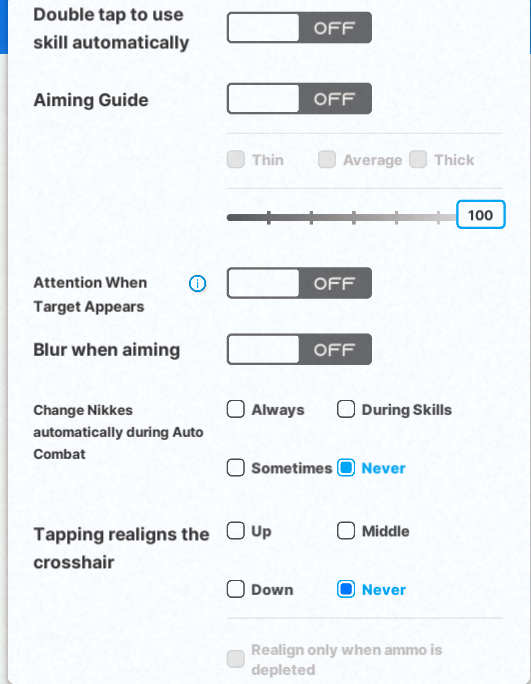 Double tap to use
skill automatically
OFF
Aiming Guide
OFF
Thin Average Thick
100
Attention When
Target Appears
i
OFF
Blur when aiming
OFF
Change Nikkes
automatically during Auto
Combat
Always During Skills
Sometimes Never
Tapping realigns the
crosshair
Up Middle
Down Never
Realign only when ammo is
depleted